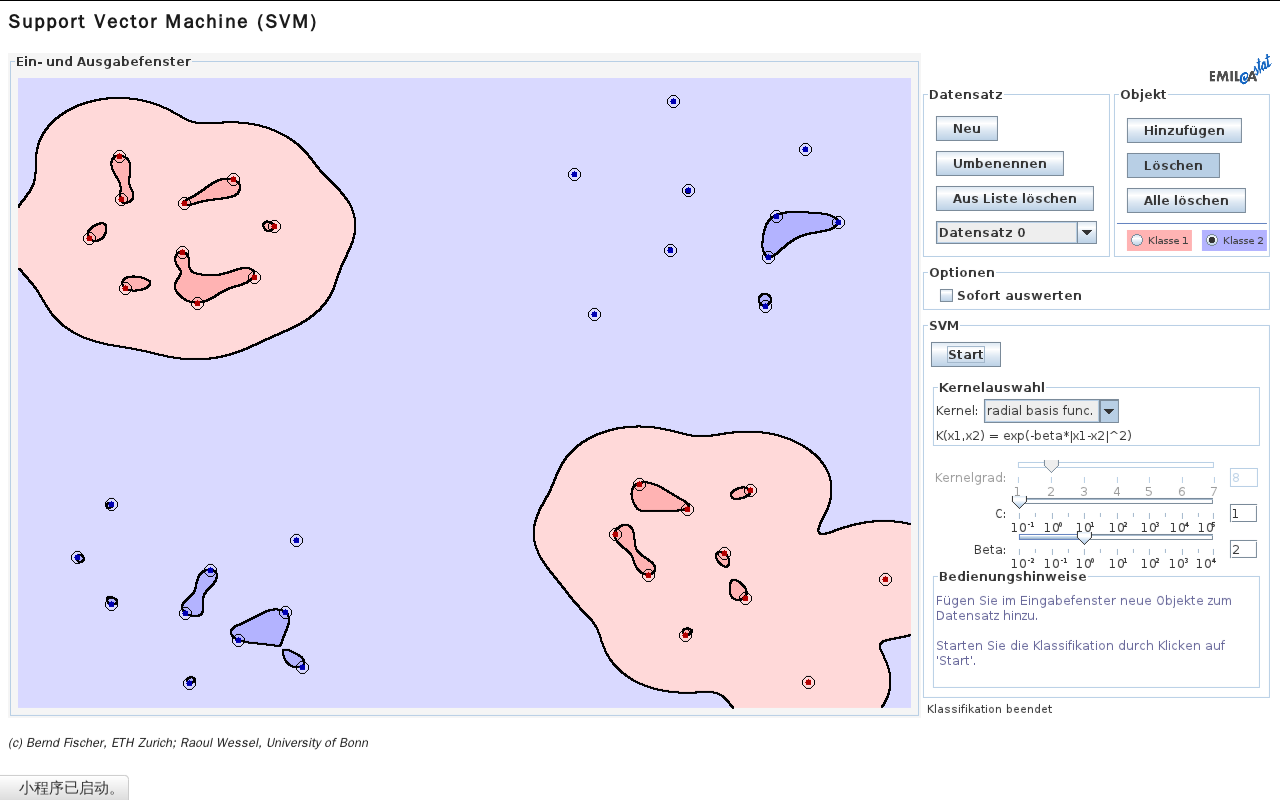 Support Vector Machine (SVM)
Ein- und Ausgabefenster
EMILeA stat
Datensatz
Neu
Umbenennen
Aus Liste löschen
Datensatz 0
Objekt
Hinzufügen
Löschen
Alle löschen
Klasse 1
Klasse 2
Optionen
Sofort auswerten
SVM
Start
Kernelauswahl
Kernel: radial basis func.
K(x1,x2) = exp(-beta*|x1-x2|^2)
Kernelgrad: 8
1 2 3 4 5 6 7
C: 1
10^-1 10^0 10^1 10^2 10^3 10^4 10^5
Beta: 2
10^-2 10^-1 10^0 10^1 10^2 10^3 10^4
Bedienungshinweise
Fügen Sie im Eingabefenster neue Objekte zum
Datensatz hinzu.
Starten Sie die Klassifikation durch Klicken auf
'Start'.
Klassifikation beendet
(c) Bernd Fischer, ETH Zurich; Raoul Wessel, University of Bonn
小程序已启动。